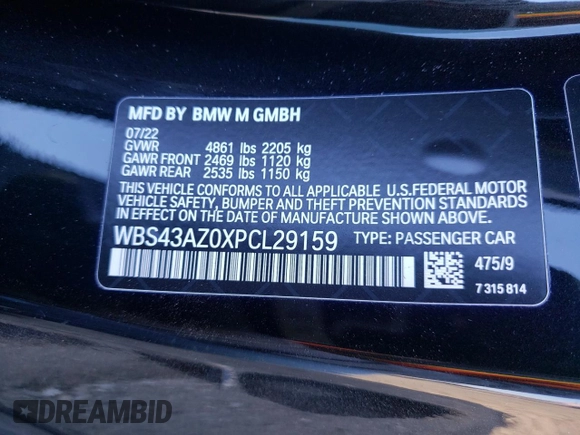 MFD BY BMW M GMBH
07/22
GVWR 4861 lbs 2205 kg
GAWR FRONT 2469 lbs 1120 kg
GAWR REAR 2535 lbs 1150 kg
THIS VEHICLE CONFORMS TO ALL APPLICABLE U.S.FEDERAL MOTOR
VEHICLE SAFETY, BUMPER AND THEFT PREVENTION STANDARDS
IN EFFECT ON THE DATE OF MANUFACTURE SHOWN ABOVE.
WBS43AZ0XPCL29159 TYPE: PASSENGER CAR
475/9
7 315 814
DREAMBID